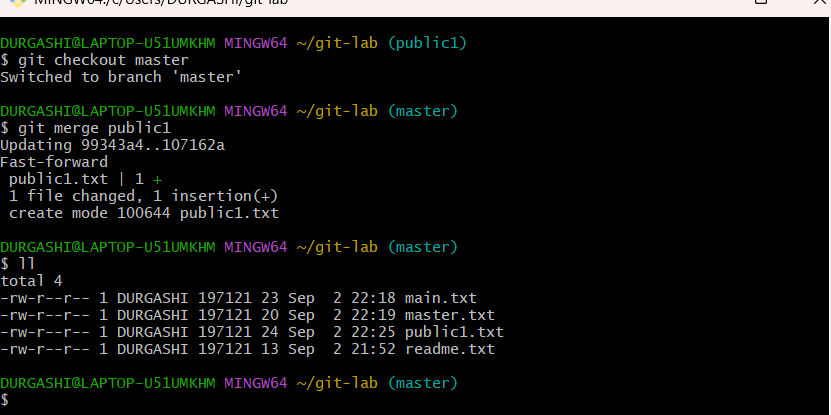 MINGW64:/c/Users/DURGASHI/git-lab
DURGASHI@LAPTOP-U51UMKHM MINGW64 ~/git-lab (public1)
$ git checkout master
Switched to branch 'master'
DURGASHI@LAPTOP-U51UMKHM MINGW64 ~/git-lab (master)
$ git merge public1
Updating 99343a4..107162a
Fast-forward
 public1.txt | 1 +
 1 file changed, 1 insertion(+)
 create mode 100644 public1.txt
DURGASHI@LAPTOP-U51UMKHM MINGW64 ~/git-lab (master)
$ ll
total 4
-rw-r--r-- 1 DURGASHI 197121 23 Sep  2 22:18 main.txt
-rw-r--r-- 1 DURGASHI 197121 20 Sep  2 22:19 master.txt
-rw-r--r-- 1 DURGASHI 197121 24 Sep  2 22:25 public1.txt
-rw-r--r-- 1 DURGASHI 197121 13 Sep  2 21:52 readme.txt
DURGASHI@LAPTOP-U51UMKHM MINGW64 ~/git-lab (master)
$